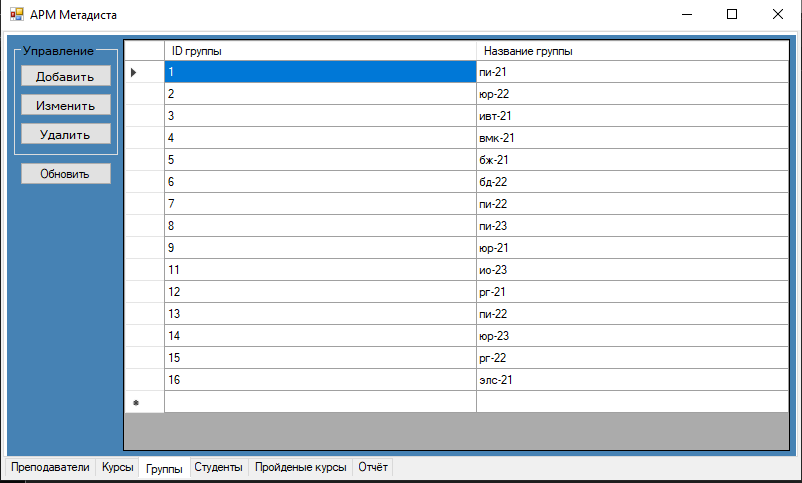 АРМ Метадиста
Управление
Добавить
Изменить
Удалить
Обновить
ID группы Название группы
1 пи-21
2 юр-22
3 ивт-21
4 вмк-21
5 бж-21
6 бд-22
7 пи-22
8 пи-23
9 юр-21
11 ио-23
12 рг-21
13 пи-22
14 юр-23
15 рг-22
16 элс-21
Преподаватели Курсы Группы Студенты Пройденые курсы Отчёт